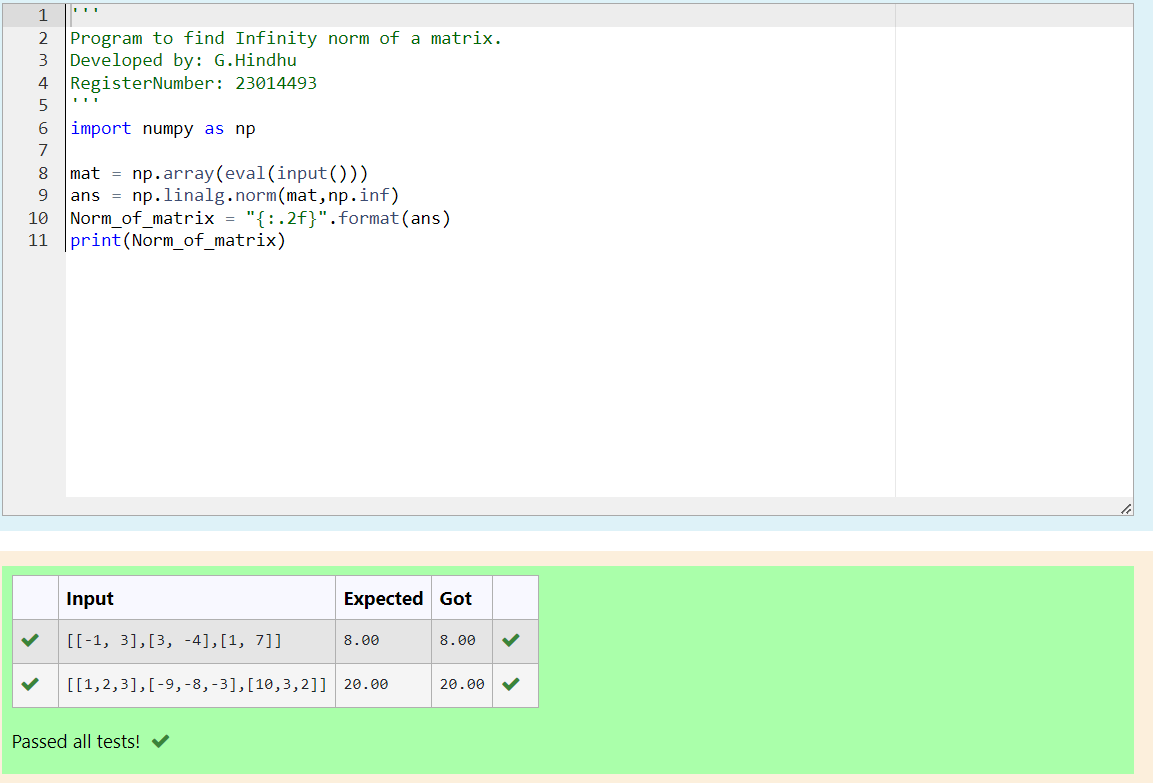 1 '''
2 Program to find Infinity norm of a matrix.
3 Developed by: G.Hindhu
4 RegisterNumber: 23014493
5 '''
6 import numpy as np
7
8 mat = np.array(eval(input()))
9 ans = np.linalg.norm(mat,np.inf)
10 Norm_of_matrix = "{:.2f}".format(ans)
11 print(Norm_of_matrix)
Input Expected Got
[[-1, 3],[3, -4],[1, 7]] 8.00 8.00
[[1,2,3],[-9,-8,-3],[10,3,2]] 20.00 20.00
Passed all tests!